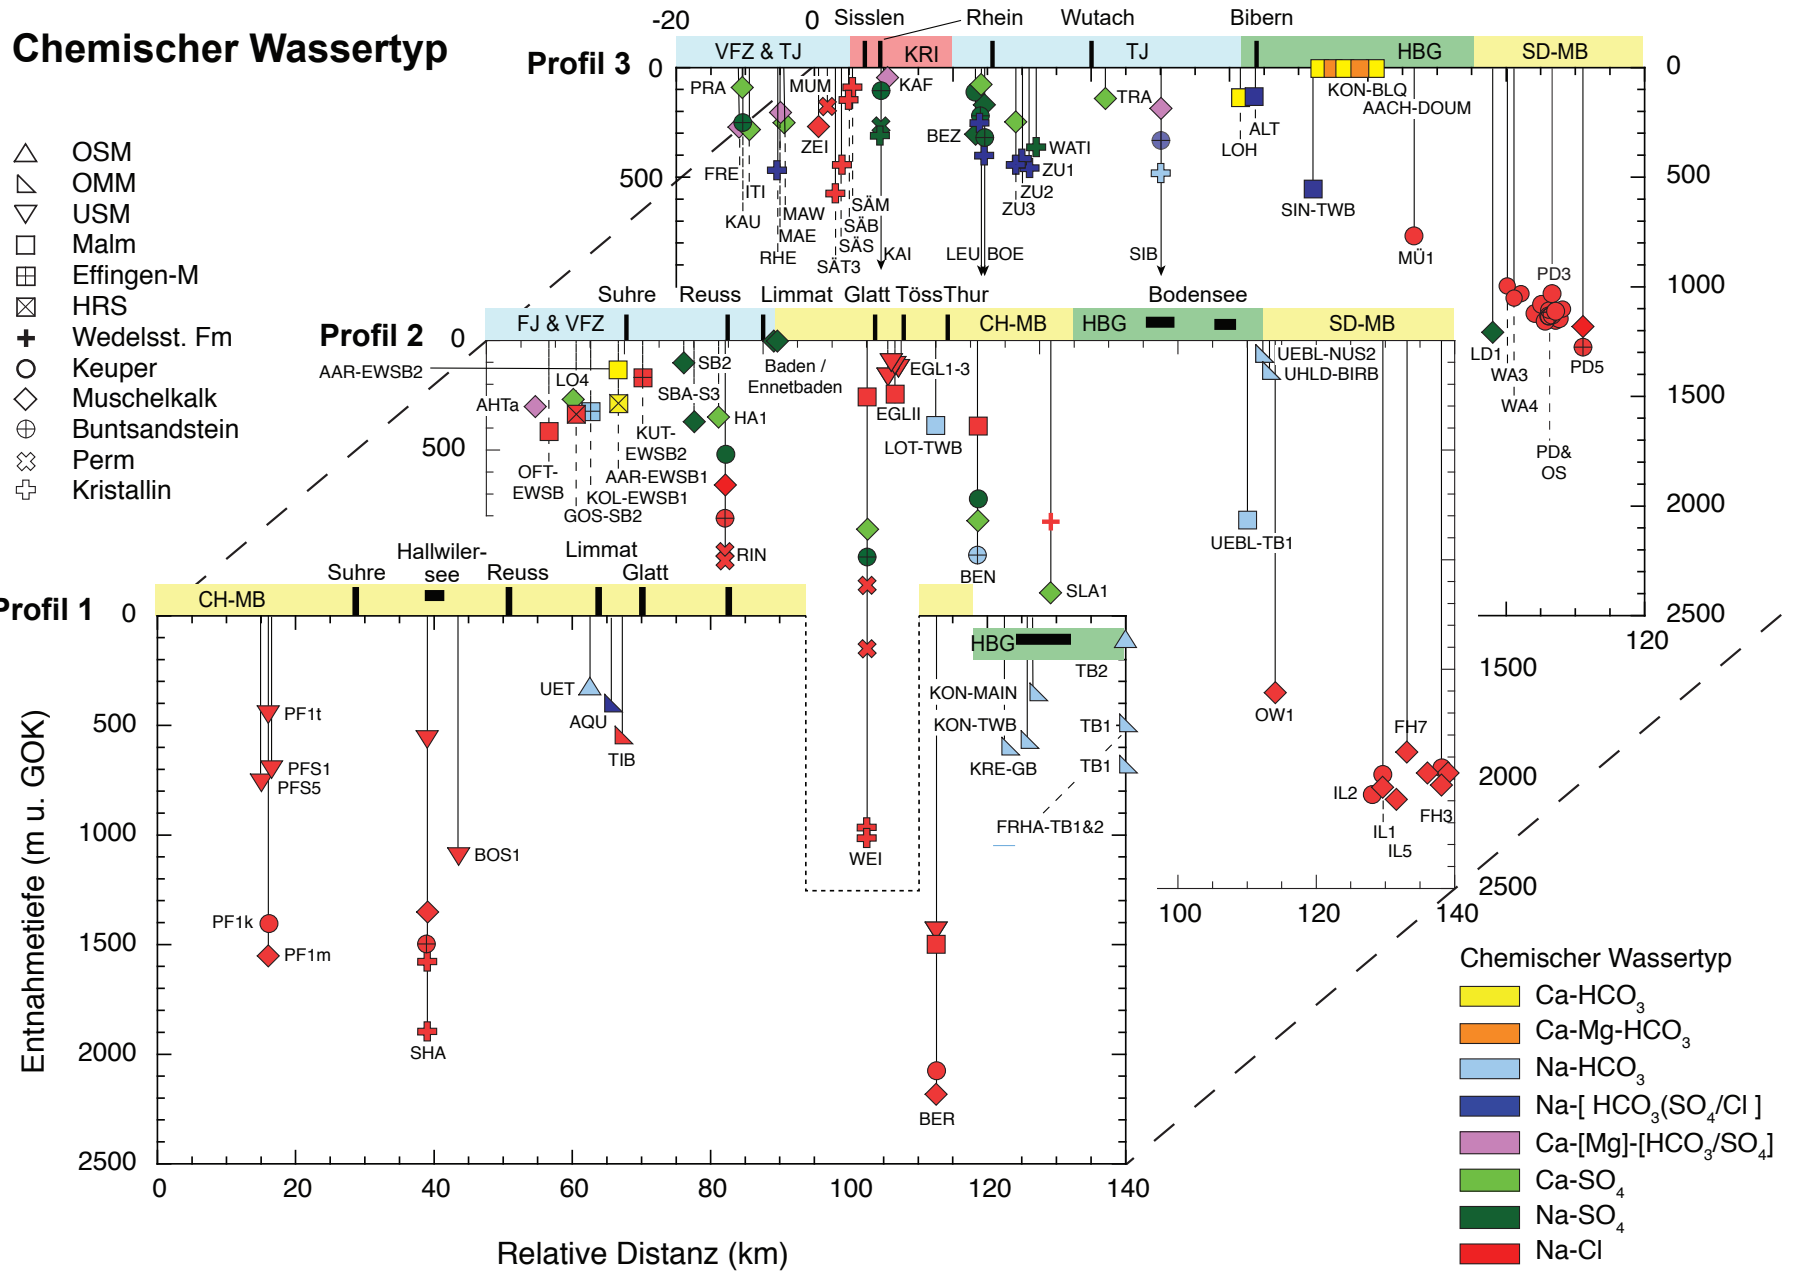 Chemischer Wassertyp
OSM
OMM
USM
Malm
Effingen-M
HRS
Wedelsst. Fm
Keuper
Muschelkalk
Buntsandstein
Perm
Kristallin
-20
0
Sisslen
Rhein
Wutach
Bibern
Profil 3
VFZ & TJ
KRI
TJ
HBG
SD-MB
0
500
0
500
1000
1500
2000
2500
120
PRA
FRE
ITI
KAU
MUM
ZEI
MAW
MAE
RHE
SÄT3
SÄS
SÄB
SÄM
KAI
KAF
BEZ
LEU
BOE
WATI
ZU1
ZU2
ZU3
TRA
SIB
LOH
ALT
KON-BLQ
AACH-DOUM
SIN-TWB
MÜ1
LD1
WA3
WA4
PD3
PD&
OS
PD5
Suhre
Reuss
Limmat
Glatt
Töss
Thur
Bodensee
Profil 2
FJ & VFZ
CH-MB
HBG
SD-MB
0
500
AAR-EWSB2
AHTa
LO4
OFT-
EWSB
GOS-SB2
KOL-EWSB1
AAR-EWSB1
KUT-
EWSB2
SB2
SBA-S3
HA1
RIN
Baden /
Ennetbaden
EGL1-3
EGLII
LOT-TWB
BEN
SLA1
UEBL-NUS2
UHLD-BIRB
UEBL-TB1
OW1
FH7
IL2
IL1
IL5
FH3
1500
2000
2500
100
120
140
Suhre
Hallwiler-
see
Reuss
Limmat
Glatt
Profil 1
CH-MB
HBG
0
500
1000
1500
2000
2500
Entnahmetiefe (m u. GOK)
PF1t
PFS1
PFS5
PF1k
PF1m
SHA
BOS1
UET
AQU
TIB
WEI
BER
KON-MAIN
KON-TWB
KRE-GB
TB2
TB1
TB1
FRHA-TB1&2
0
20
40
60
80
100
120
140
Relative Distanz (km)
Chemischer Wassertyp
Ca-HCO₃
Ca-Mg-HCO₃
Na-HCO₃
Na-[ HCO₃(SO₄/Cl ]
Ca-[Mg]-[HCO₃/SO₄]
Ca-SO₄
Na-SO₄
Na-Cl